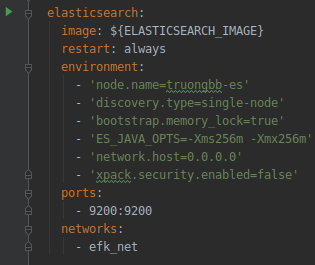 elasticsearch:
  image: ${ELASTICSEARCH_IMAGE}
  restart: always
  environment:
    - 'node.name=truongbb-es'
    - 'discovery.type=single-node'
    - 'bootstrap.memory_lock=true'
    - 'ES_JAVA_OPTS=-Xms256m -Xmx256m'
    - 'network.host=0.0.0.0'
    - 'xpack.security.enabled=false'
  ports:
    - 9200:9200
  networks:
    - efk_net